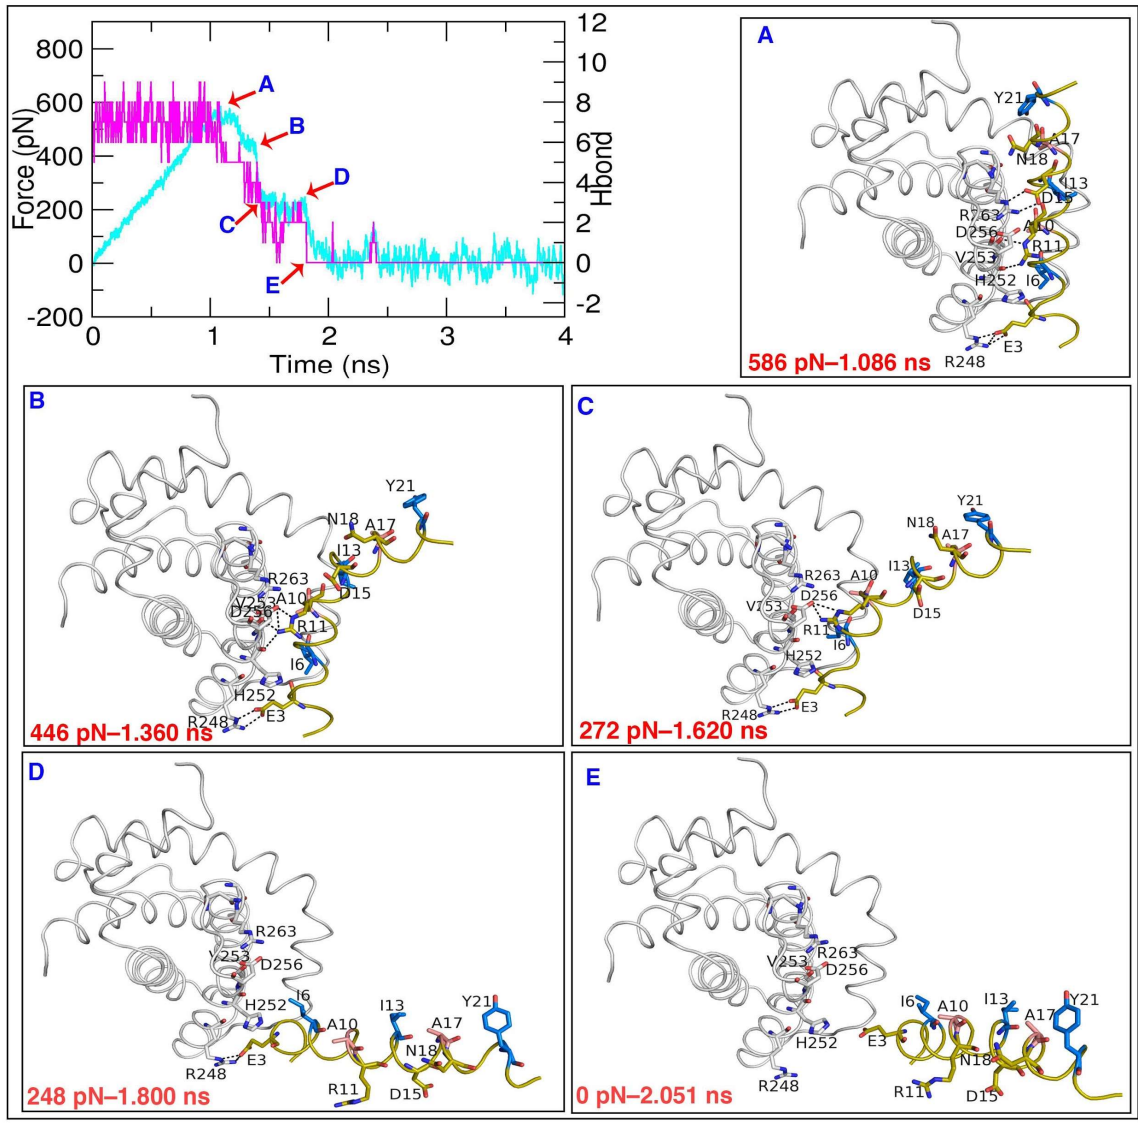 800
600
400
200
0
-200
Force (pN)
A
B
C
D
E
12
10
8
6
4
2
0
-2
Hbond
0
1
2
3
4
Time (ns)
A
Y21
A17
N18
I13
D15
R263
A10
D256
R11
V253
H252
I6
E3
R248
586 pN–1.086 ns
B
Y21
N18
A17
I13
R263
D15
A10
V253
D256
R11
I6
H252
E3
R248
446 pN–1.360 ns
C
Y21
N18
A17
I13
R263
A10
D256
V253
D15
R11
I6
H252
E3
R248
272 pN–1.620 ns
D
R263
V253
D256
H252
I6
A10
I13
A17
Y21
N18
E3
R248
R11
D15
248 pN–1.800 ns
E
R263
V253
D256
I6
A10
I13
A17
Y21
E3
H252
N18
R248
R11
D15
0 pN–2.051 ns